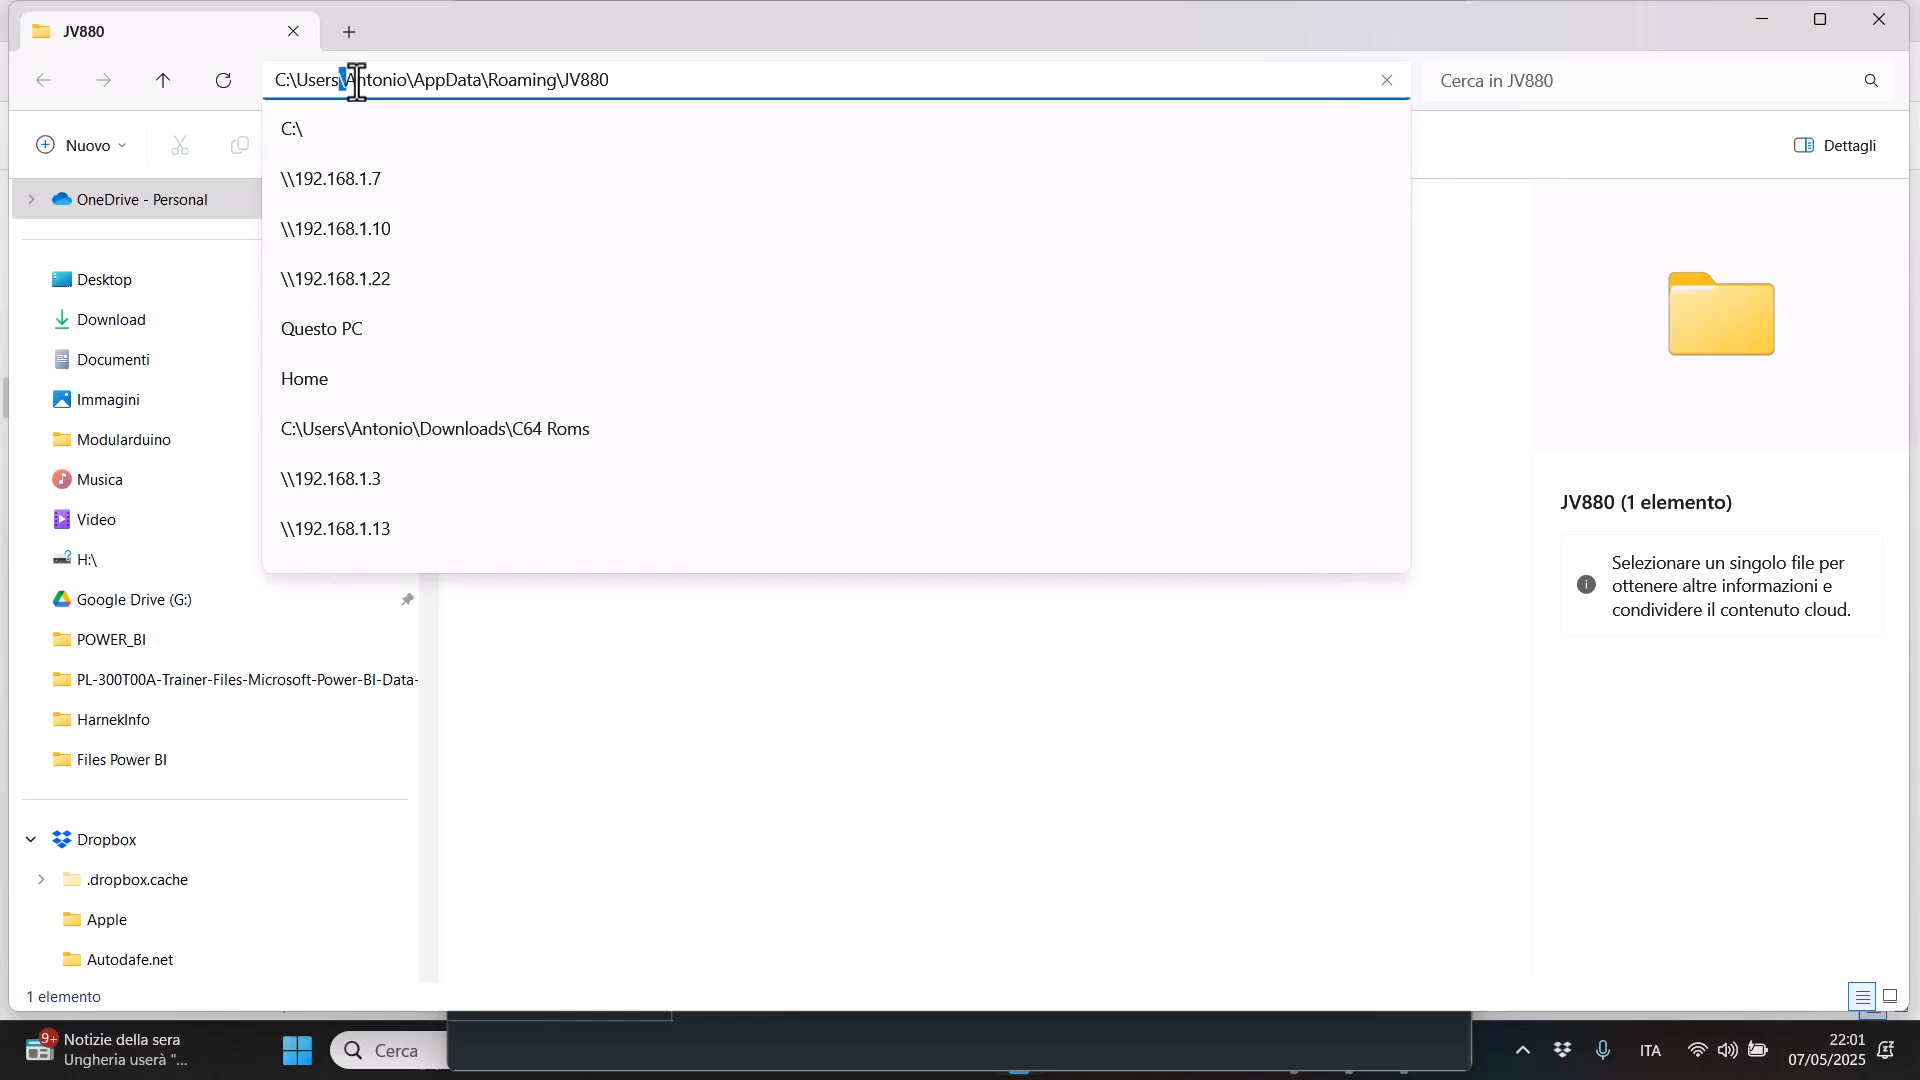 JV880
C:\Users\Antonio\AppData\Roaming\JV880
Cerca in JV880
Nuovo
Dettagli
C:\
\\192.168.1.7
\\192.168.1.10
\\192.168.1.22
Questo PC
Home
C:\Users\Antonio\Downloads\C64 Roms
\\192.168.1.3
\\192.168.1.13
OneDrive - Personal
Desktop
Download
Documenti
Immagini
Modularduino
Musica
Video
H:\
Google Drive (G:)
POWER_BI
PL-300T00A-Trainer-Files-Microsoft-Power-BI-Data-
HarnekInfo
Files Power BI
Dropbox
.dropbox.cache
Apple
Autodafe.net
JV880 (1 elemento)
Selezionare un singolo file per
ottenere altre informazioni e
condividere il contenuto cloud.
1 elemento
9+
Notizie della sera
Ungheria userà "...
Cerca
ITA
22:01
07/05/2025